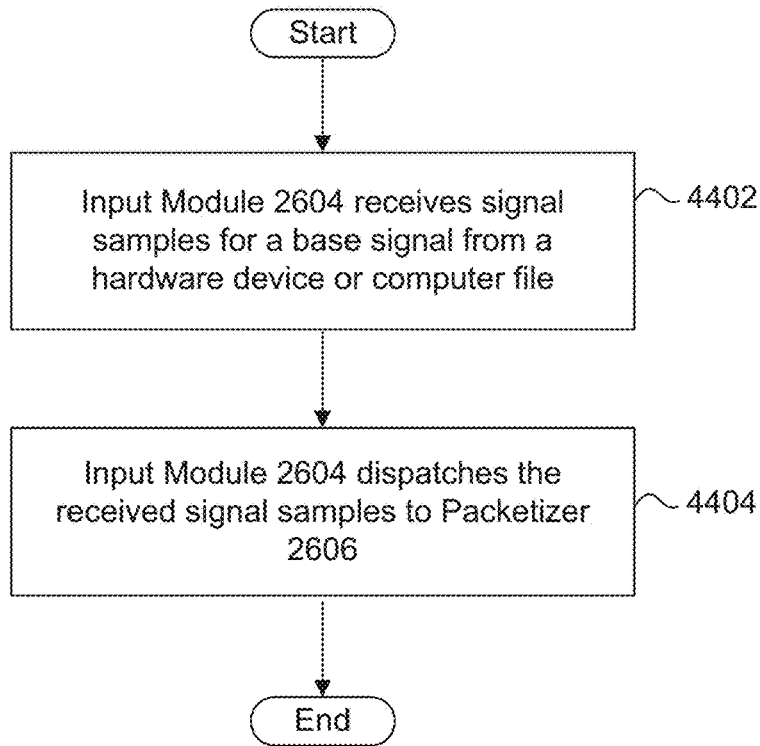 Start
Input Module 2604 receives signal
samples for a base signal from a
hardware device or computer file
4402
Input Module 2604 dispatches the
received signal samples to Packetizer
2606
4404
End